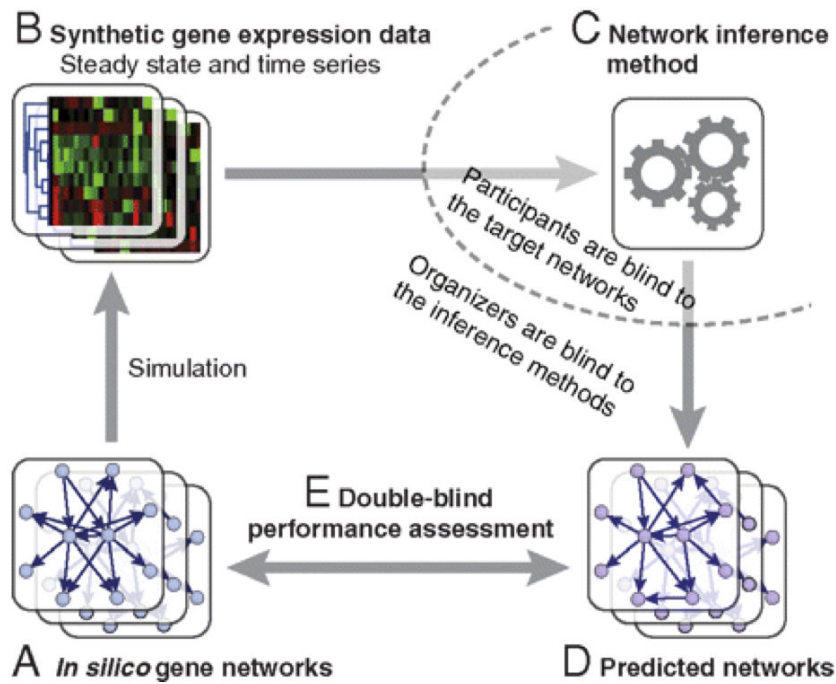 B Synthetic gene expression data
Steady state and time series
C Network inference
method
Participants are blind to
the target networks
Organizers are blind to
the inference methods
Simulation
E Double-blind
performance assessment
A In silico gene networks
D Predicted networks